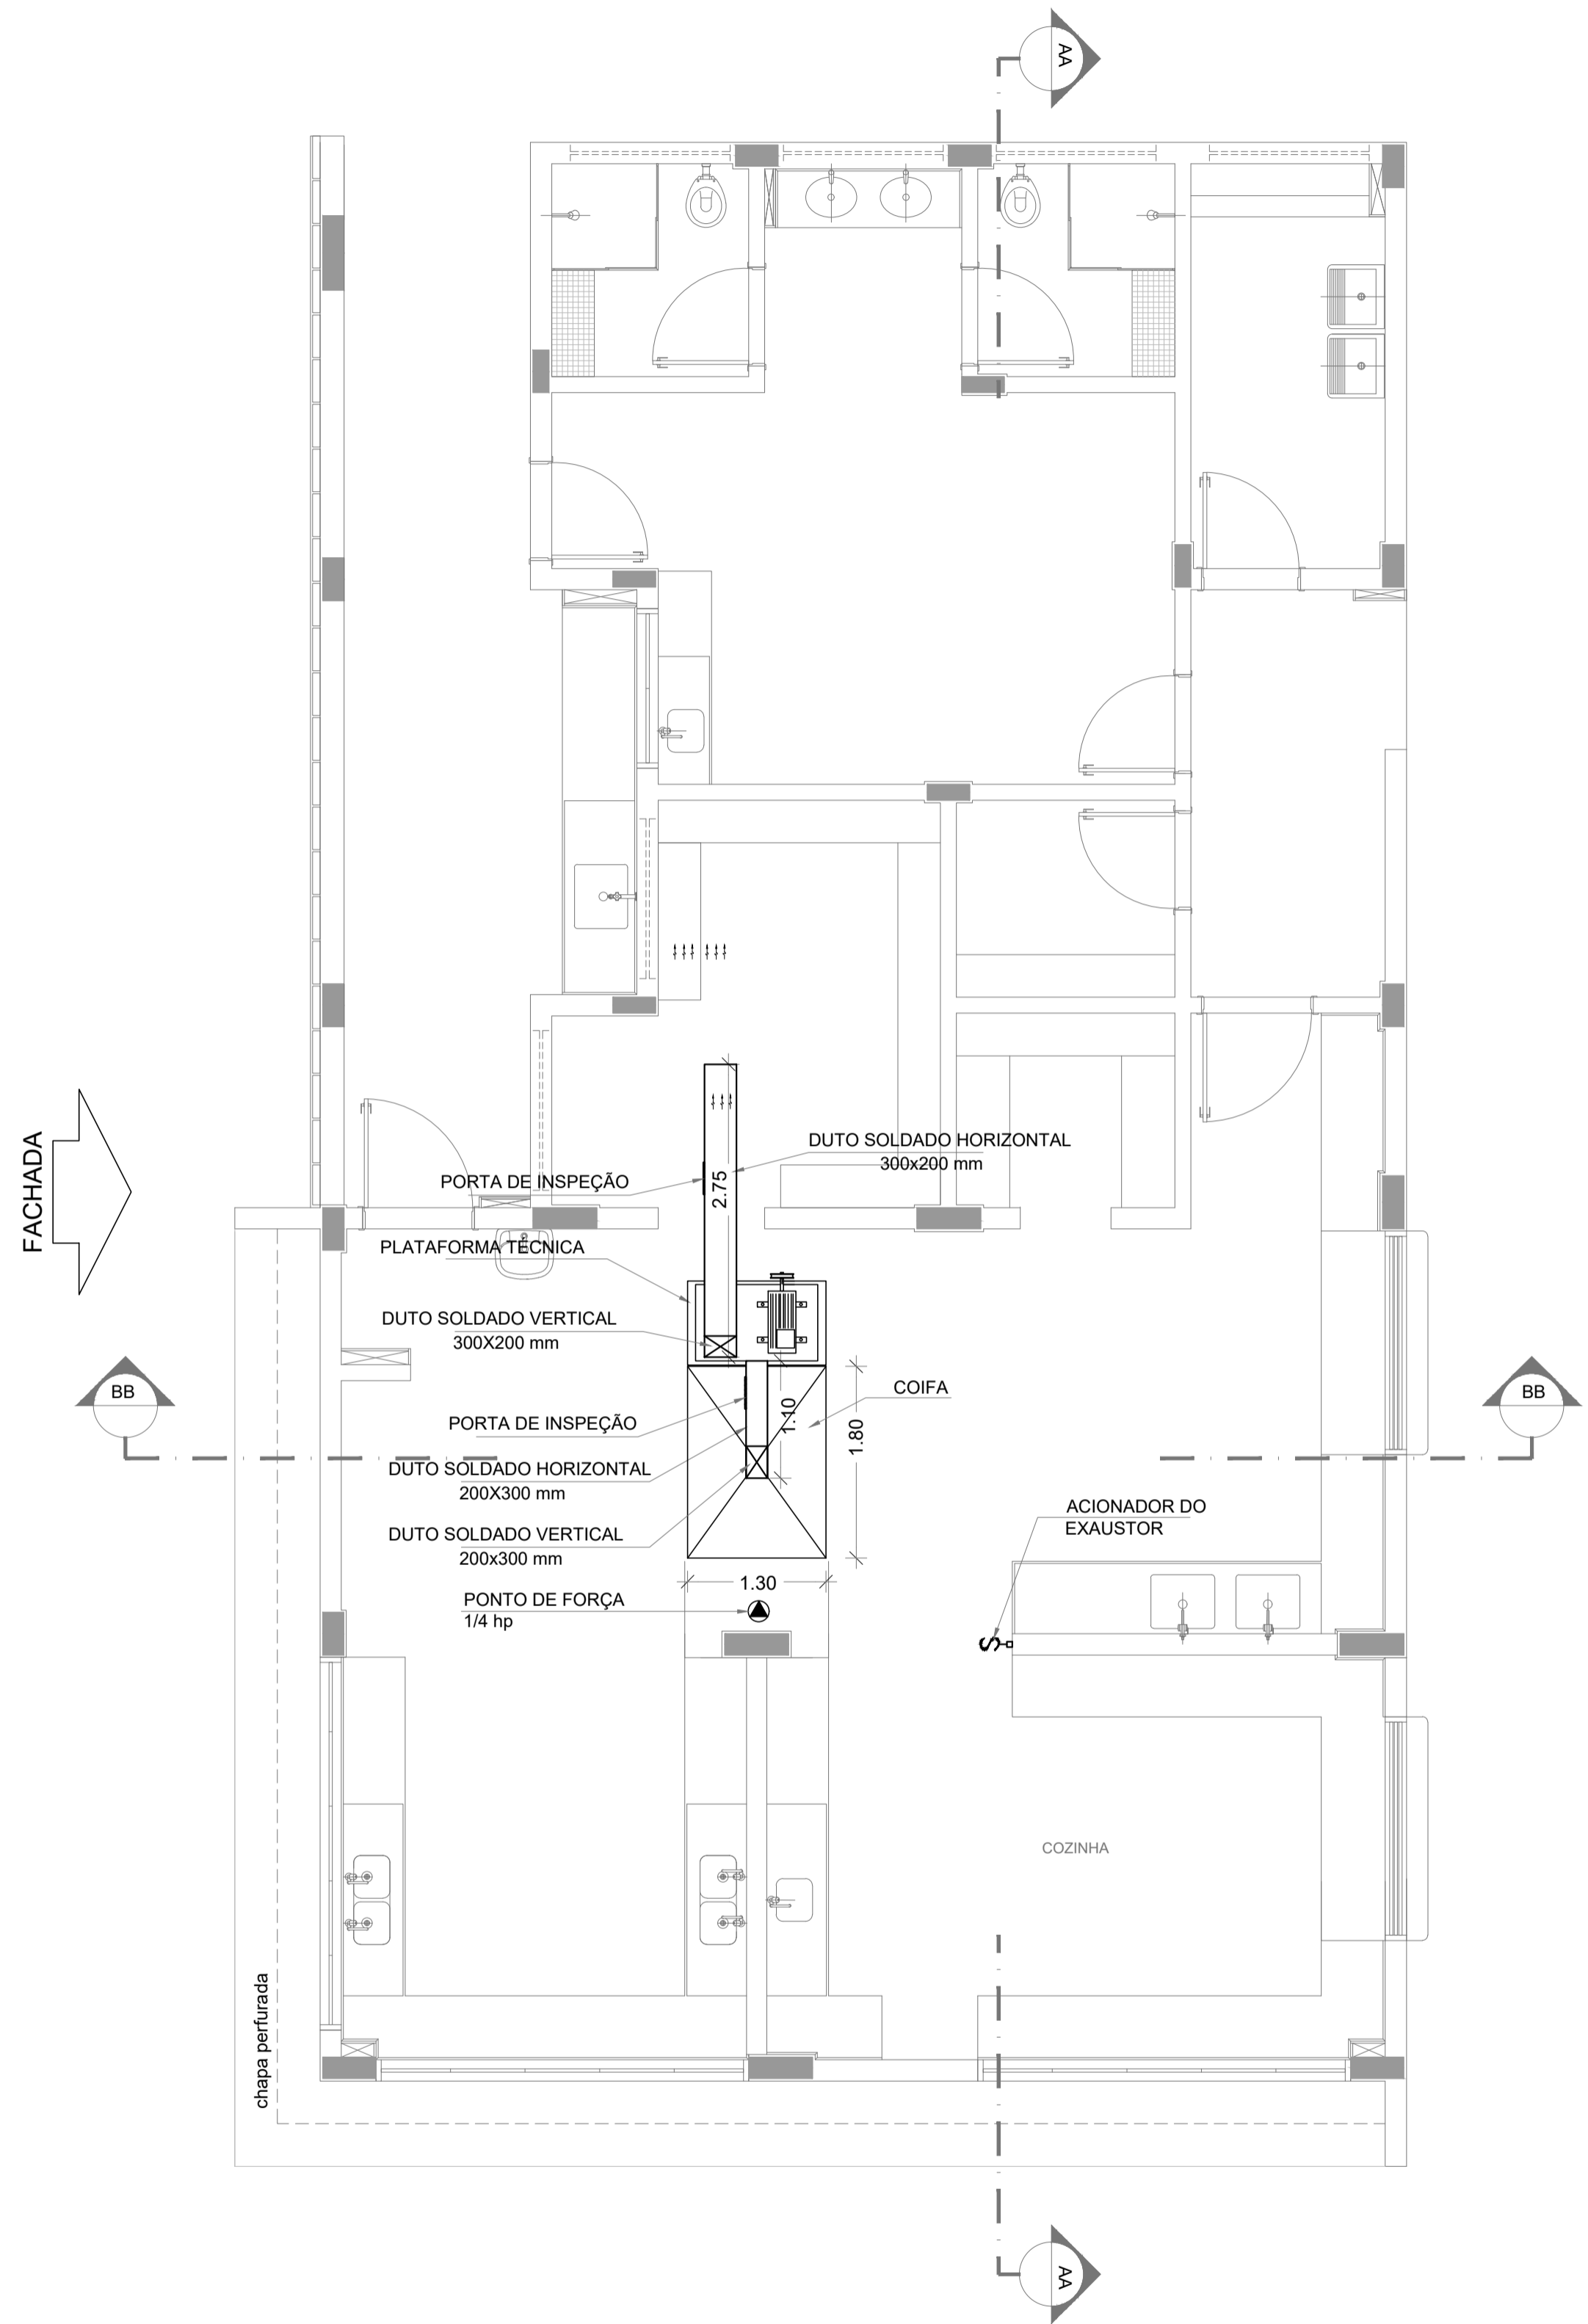 AA
DUTO SOLDADO HORIZONTAL
300x200 mm
2.75
PORTA DE INSPEÇÃO
FACHADA
PLATAFORMA TÉCNICA
DUTO SOLDADO VERTICAL
300X200 mm
BB
COIFA
BB
1.10
1.80
PORTA DE INSPEÇÃO
DUTO SOLDADO HORIZONTAL
200X300 mm
ACIONADOR DO
EXAUSTOR
DUTO SOLDADO VERTICAL
200x300 mm
1.30
PONTO DE FORÇA
1/4 hp
S
COZINHA
chapa perfurada
AA